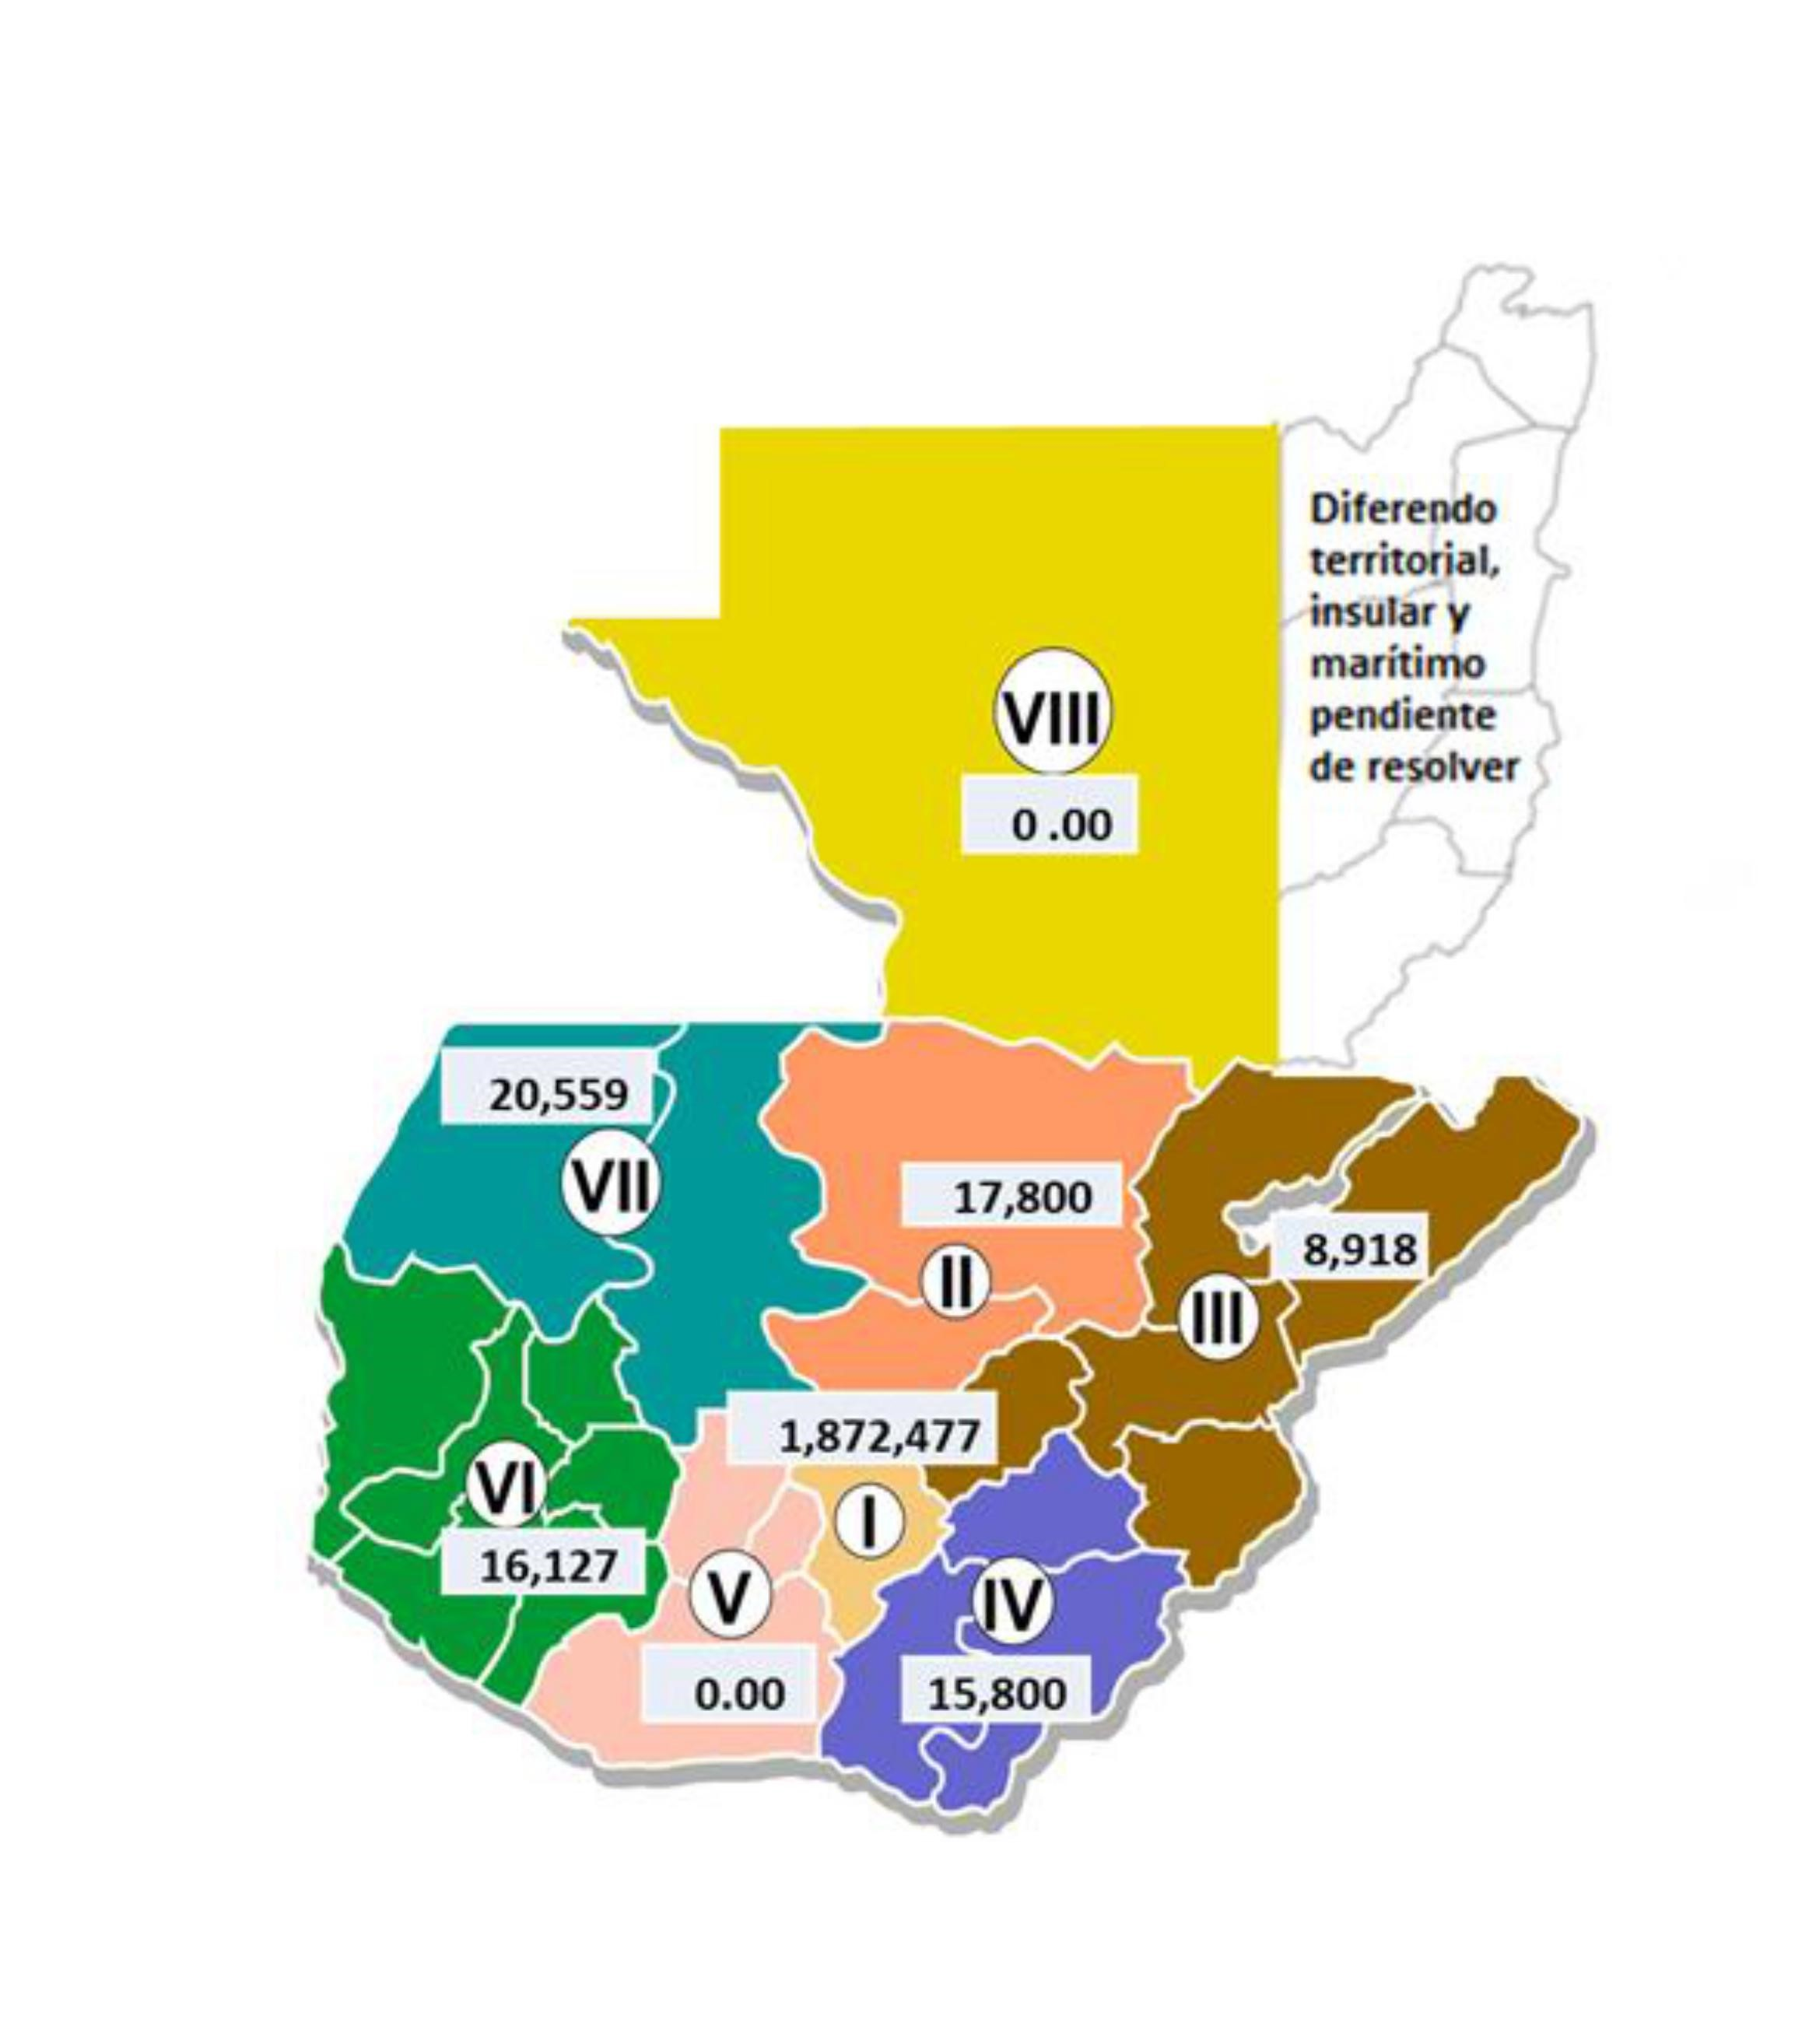 Diferendo
territorial,
insular y
marítimo
pendiente
de resolver
VIII
0 .00
20,559
VII
17,800
II
8,918
III
1,872,477
I
VI
16,127
V
0.00
IV
15,800